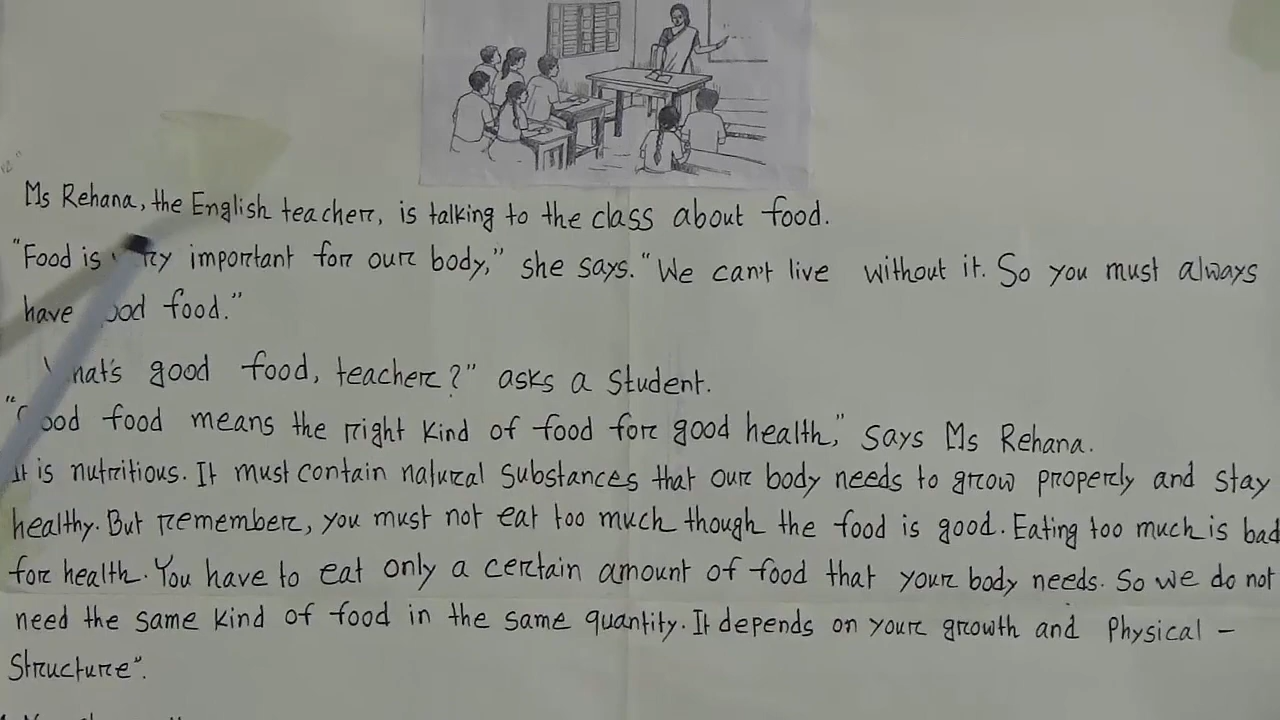 Ms Rehana, the English teacher, is talking to the class about food.
"Food is important for our body," she says. "We can't live without it. So you must always
have food."
good food, teacher?" asks a student.
food means the right kind of food for good health," says Ms Rehana.
It is nutritious. It must contain natural substances that our body needs to grow properly and stay
healthy. But remember, you must not eat too much though the food is good. Eating too much is bad
for health. You have to eat only a certain amount of food that your body needs. So we do not
need the same kind of food in the same quantity. It depends on your growth and Physical -
Structure".